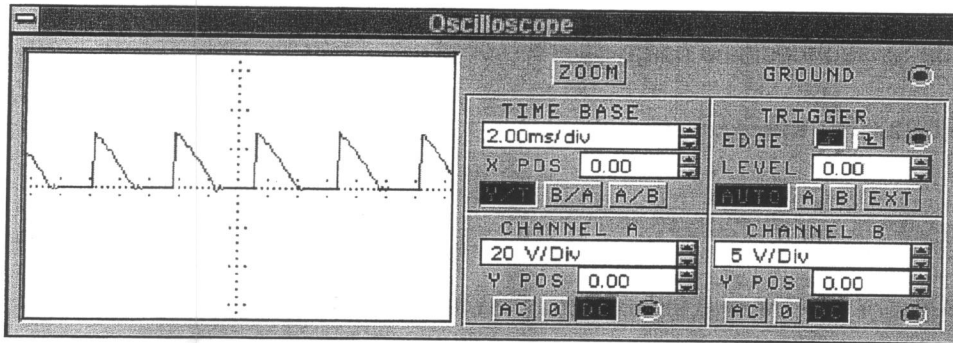 Oscilloscope
ZOOM GROUND
TIME BASE
2.00ms/div
X POS 0.00
Y/T B/A A/B
TRIGGER
EDGE
LEVEL 0.00
AUTO A B EXT
CHANNEL A
20 V/Div
Y POS 0.00
AC 0 DC
CHANNEL B
5 V/Div
Y POS 0.00
AC 0 DC